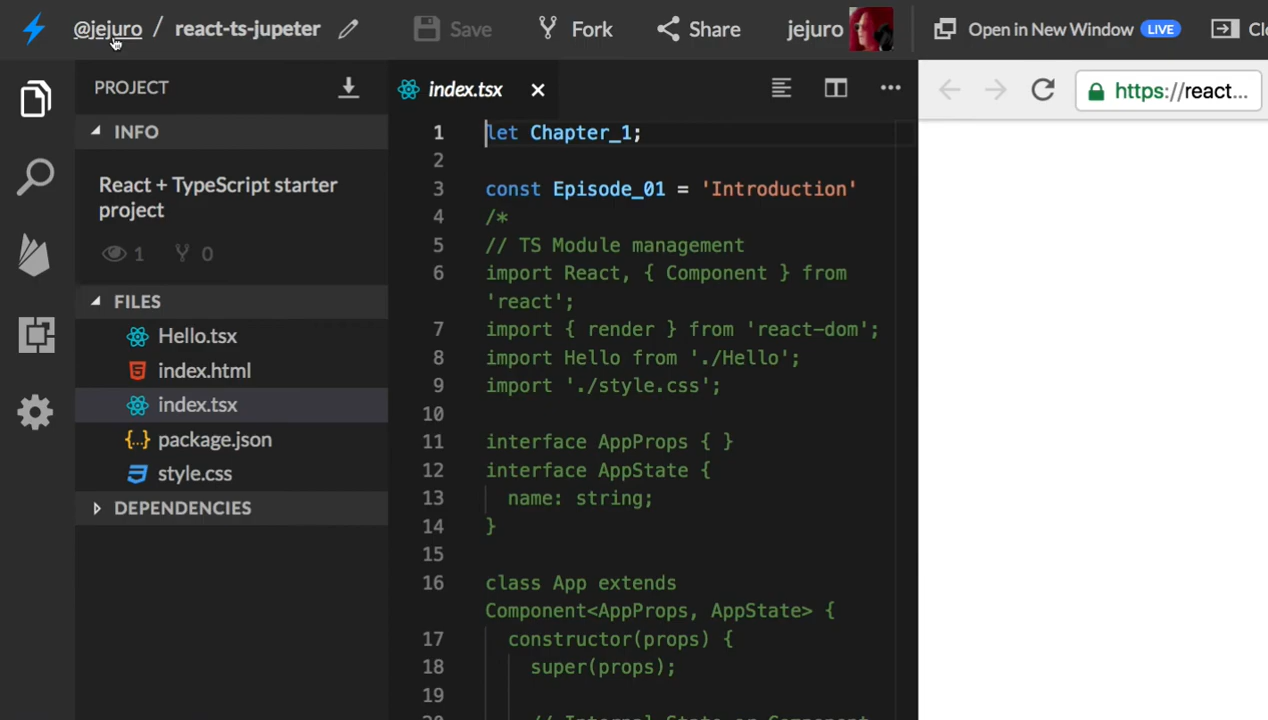 @jejuro / react-ts-jupeter Save Fork Share jejuro Open in New Window LIVE
PROJECT
INFO
React + TypeScript starter
project
1 0
FILES
Hello.tsx
index.html
index.tsx
{..} package.json
style.css
DEPENDENCIES
index.tsx
1 let Chapter_1;
2
3 const Episode_01 = 'Introduction'
4 /*
5 // TS Module management
6 import React, { Component } from
'react';
7 import { render } from 'react-dom';
8 import Hello from './Hello';
9 import './style.css';
10
11 interface AppProps { }
12 interface AppState {
13 name: string;
14 }
15
16 class App extends
Component<AppProps, AppState> {
17 constructor(props) {
18 super(props);
19
https://react...